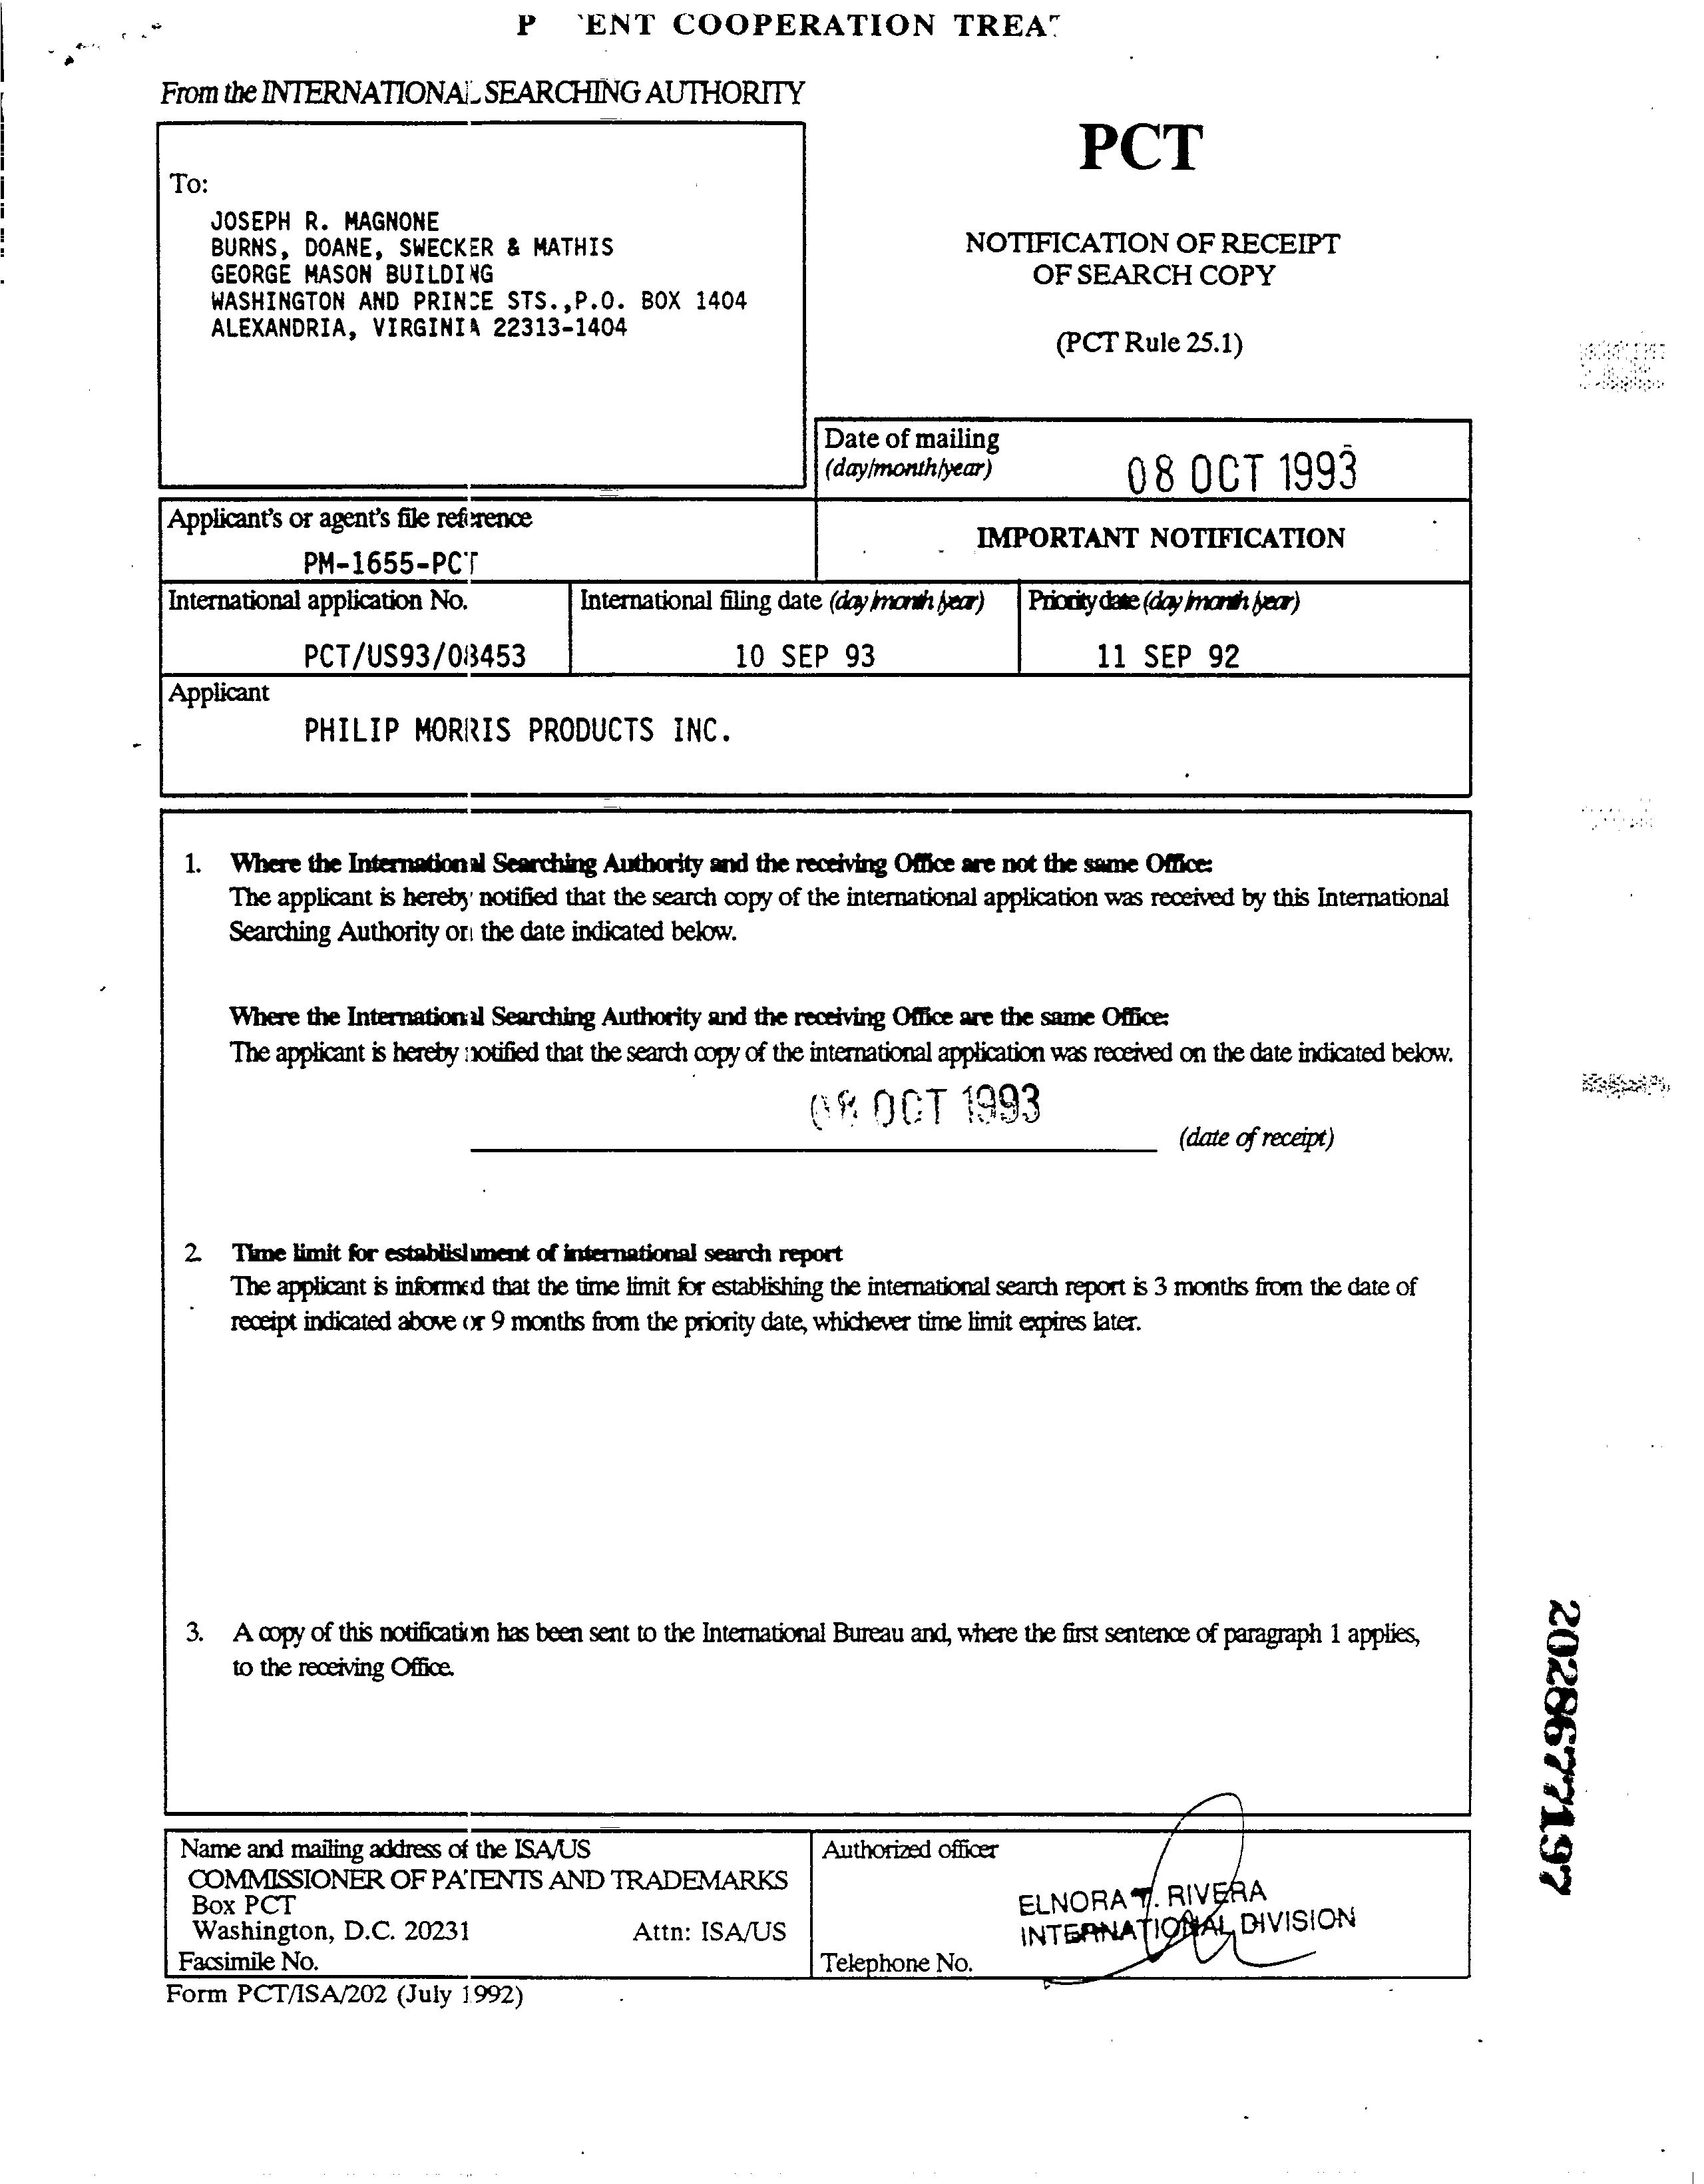 P   'ENT COOPERATION TREA
From the INTERNATIONAL SEARCHING AUTHORITY
PCT
To:
JOSEPH R. MAGNONE
BURNS, DOANE, SWECKER & MATHIS
GEORGE MASON BUILDING
WASHINGTON AND PRINCE STS.,P.O. BOX 1404
ALEXANDRIA, VIRGINIA 22313-1404
NOTIFICATION OF RECEIPT
OF SEARCH COPY
(PCT Rule 25.1)
Date of mailing
(day/month/year)
08 OCT 1993
Applicant's or agent's file reference
PM-1655-PCT
IMPORTANT NOTIFICATION
International application No.
PCT/US93/08453
International filing date (day/month/year)
10 SEP 93
Priority date (day/month/year)
11 SEP 92
Applicant
PHILIP MORRIS PRODUCTS INC.
1. Where the International Searching Authority and the receiving Office are not the same Office:
The applicant is hereby notified that the search copy of the international application was received by this International
Searching Authority on the date indicated below.
Where the International Searching Authority and the receiving Office are the same Office:
The applicant is hereby notified that the search copy of the international application was received on the date indicated below.
08 OCT 1993
(date of receipt)
2. Time limit for establishment of international search report
The applicant is informed that the time limit for establishing the international search report is 3 months from the date of
receipt indicated above or 9 months from the priority date, whichever time limit expires later.
3. A copy of this notification has been sent to the International Bureau and, where the first sentence of paragraph 1 applies,
to the receiving Office.
2028677197
Name and mailing address of the ISA/US
COMMISSIONER OF PATENTS AND TRADEMARKS
Box PCT
Washington, D.C. 20231 Attn: ISA/US
Facsimile No.
Authorized officer
ELNORA T. RIVERA
INTERNATIONAL DIVISION
Telephone No.
Form PCT/ISA/202 (July 1992)